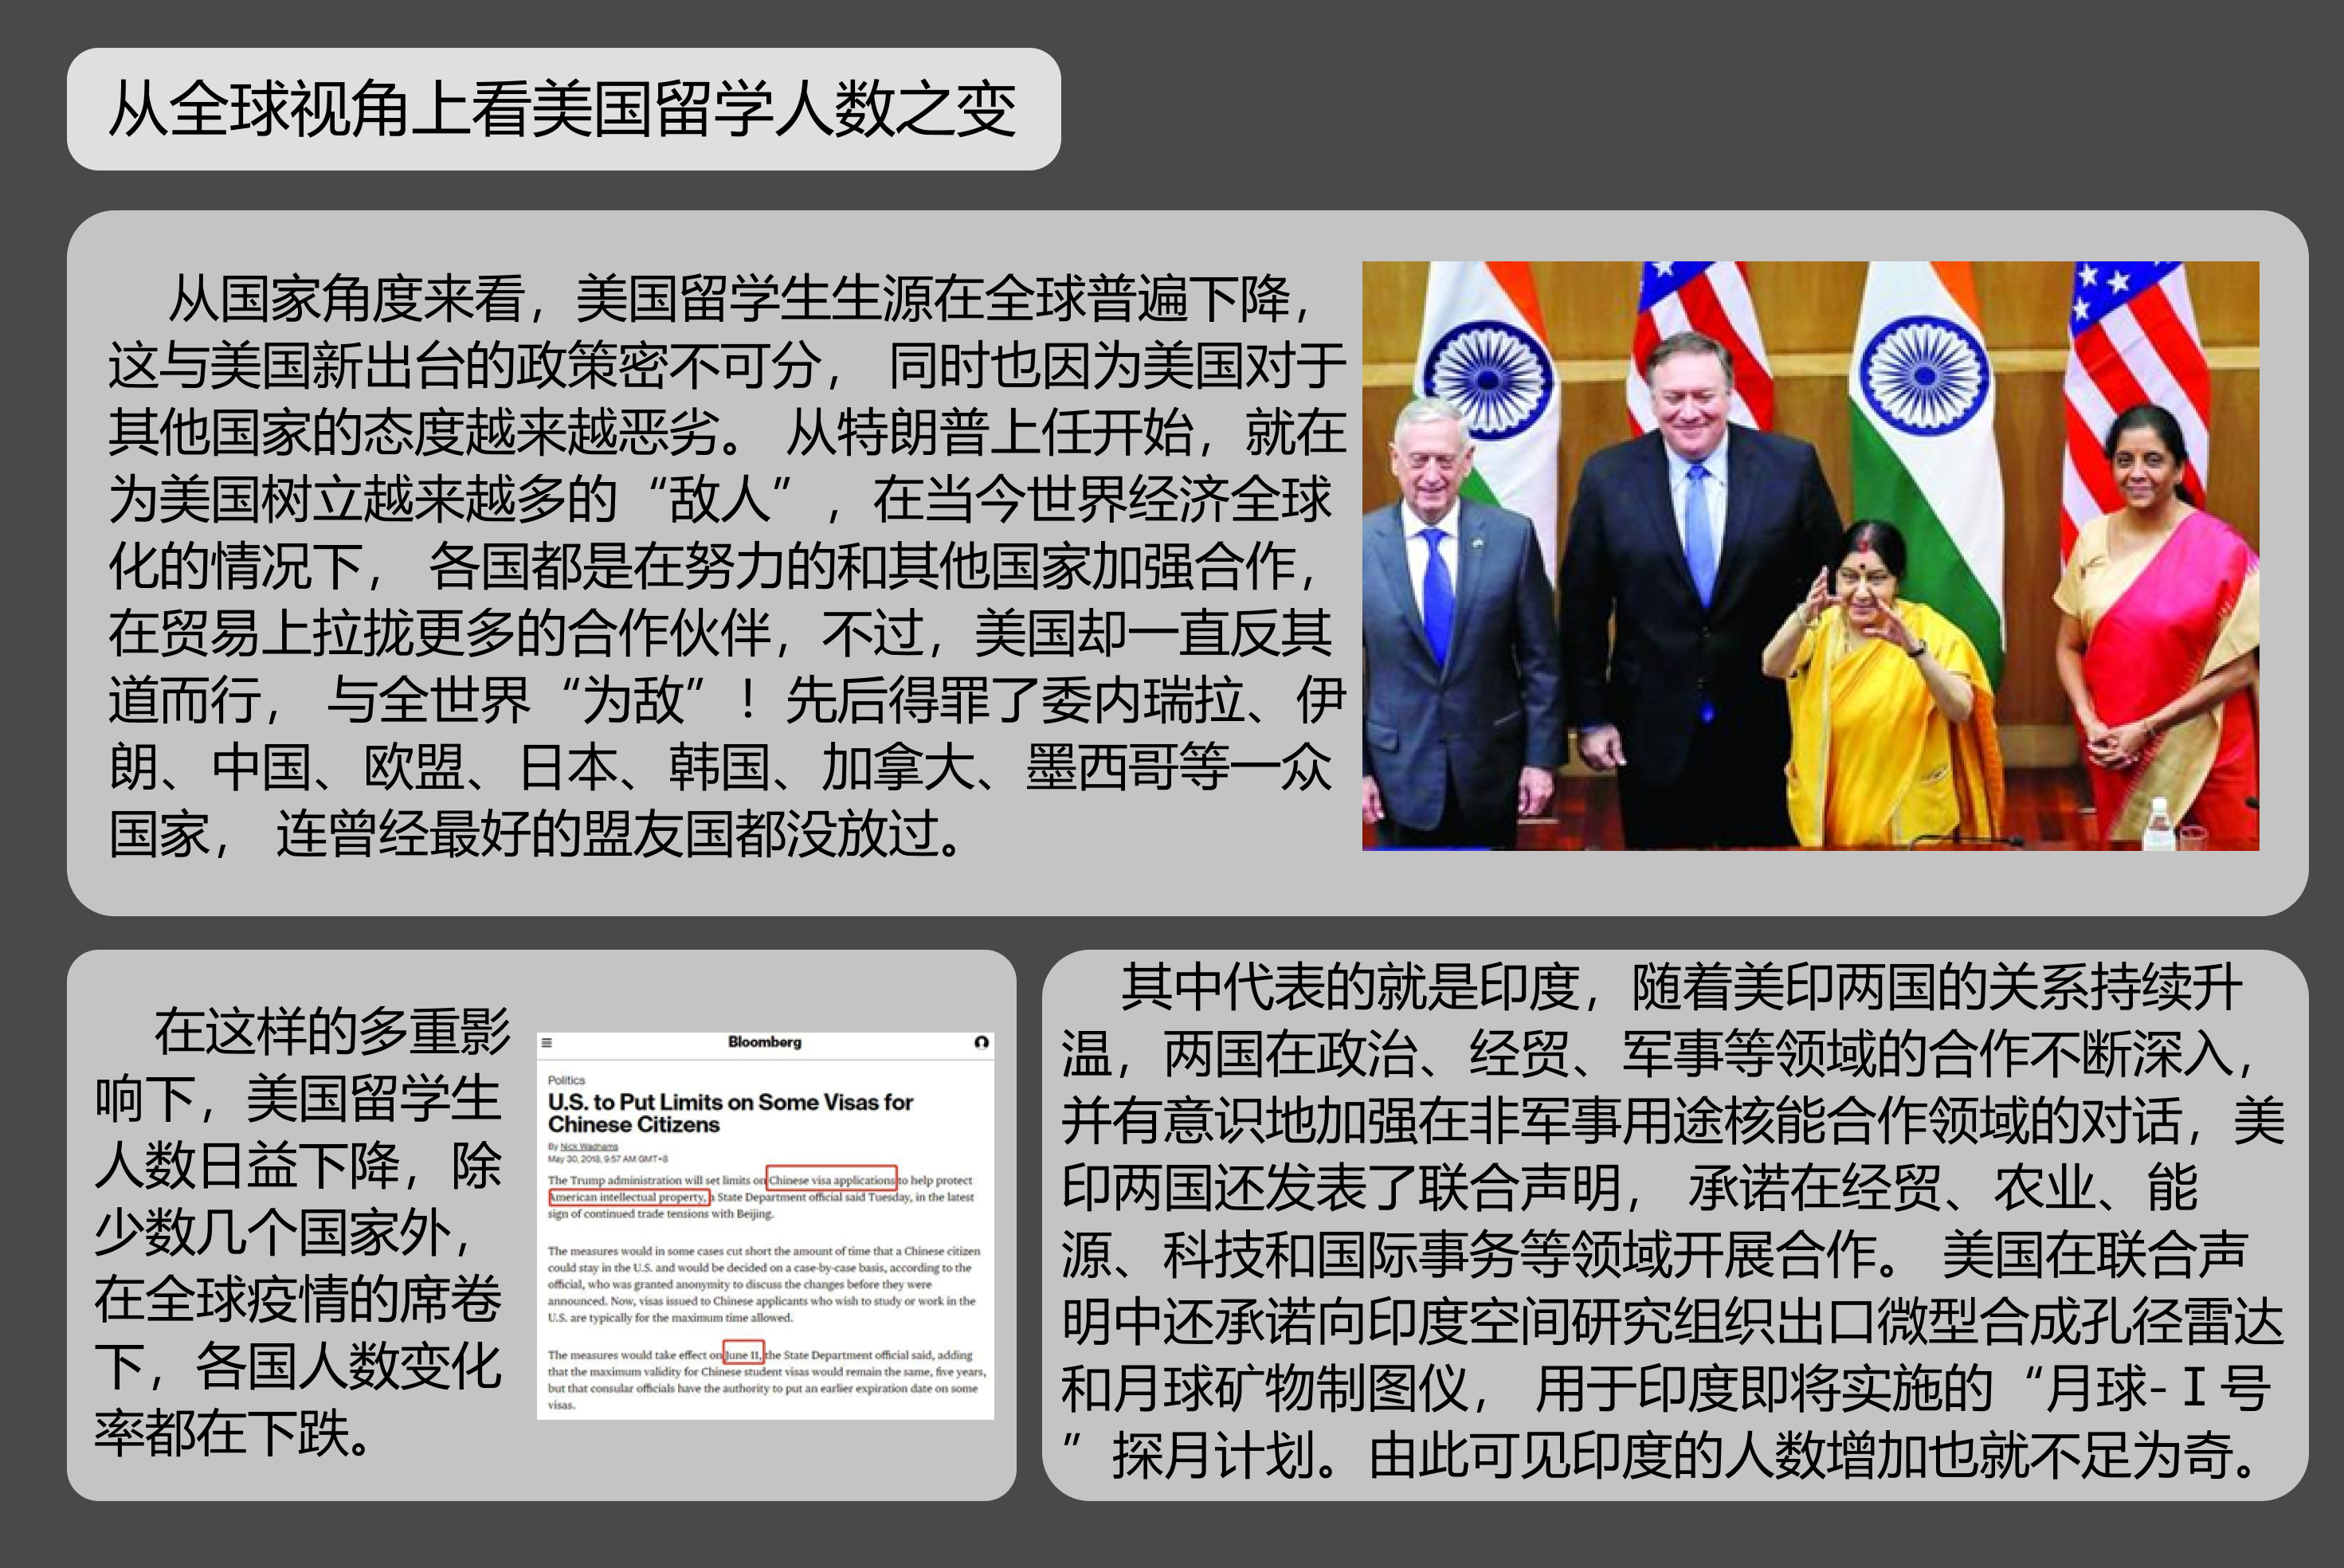 从全球视角上看美国留学人数之变
从国家角度来看，美国留学生生源在全球普遍下降，
这与美国新出台的政策密不可分， 同时也因为美国对于
其他国家的态度越来越恶劣。 从特朗普上任开始，就在
为美国树立越来越多的“敌人”，在当今世界经济全球
化的情况下， 各国都是在努力的和其他国家加强合作，
在贸易上拉拢更多的合作伙伴，不过，美国却一直反其
道而行， 与全世界“为敌”！先后得罪了委内瑞拉、伊
朗、中国、欧盟、日本、韩国、加拿大、墨西哥等一众
国家， 连曾经最好的盟友国都没放过。
在这样的多重影
响下，美国留学生
人数日益下降，除
少数几个国家外，
在全球疫情的席卷
下，各国人数变化
率都在下跌。
Bloomberg
Politics
U.S. to Put Limits on Some Visas for
Chinese Citizens
By Nick Wadhams
May 30, 2018, 9:57 AM GMT+8
The Trump administration will set limits on Chinese visa applications to help protect
American intellectual property, a State Department official said Tuesday, in the latest
sign of continued trade tensions with Beijing.
The measures would in some cases cut short the amount of time that a Chinese citizen
could stay in the U.S. and would be decided on a case-by-case basis, according to the
official, who was granted anonymity to discuss the changes before they were
announced. Now, visas issued to Chinese applicants who wish to study or work in the
U.S. are typically for the maximum time allowed.
The measures would take effect on June 11, the State Department official said, adding
that the maximum validity for Chinese student visas would remain the same, five years,
but that consular officials have the authority to put an earlier expiration date on some
visas.
其中代表的就是印度，随着美印两国的关系持续升
温，两国在政治、经贸、军事等领域的合作不断深入，
并有意识地加强在非军事用途核能合作领域的对话，美
印两国还发表了联合声明， 承诺在经贸、农业、能
源、科技和国际事务等领域开展合作。 美国在联合声
明中还承诺向印度空间研究组织出口微型合成孔径雷达
和月球矿物制图仪， 用于印度即将实施的“月球-Ｉ号
”探月计划。由此可见印度的人数增加也就不足为奇。